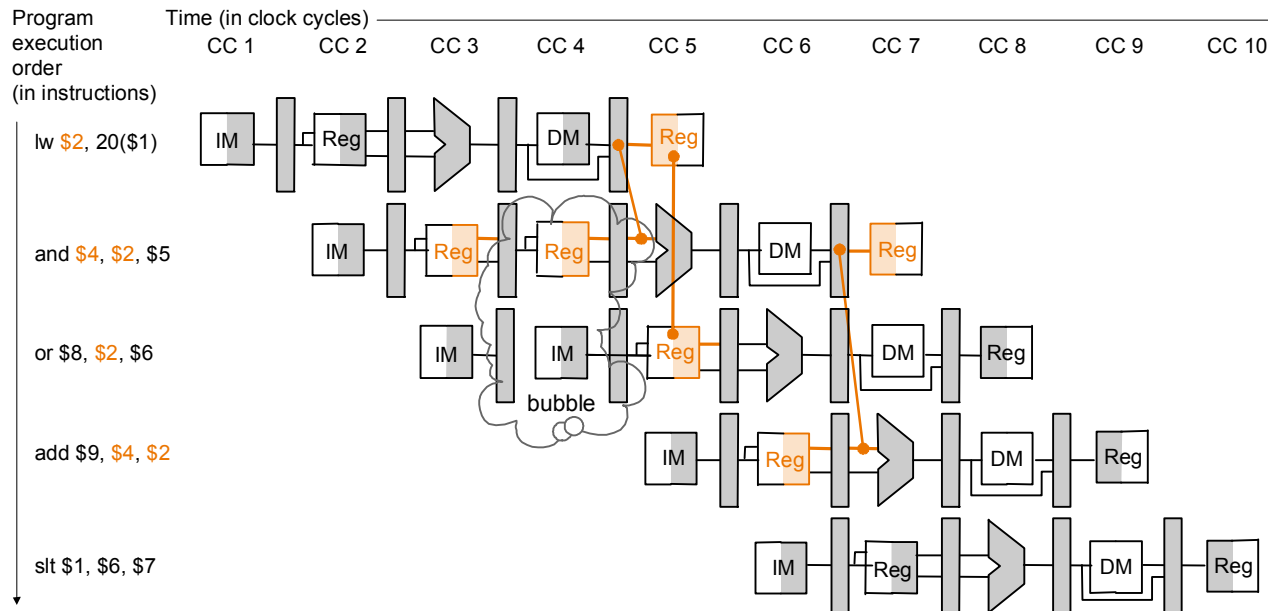 Program
execution
order
(in instructions)
Time (in clock cycles)
CC 1 CC 2 CC 3 CC 4 CC 5 CC 6 CC 7 CC 8 CC 9 CC 10
lw $2, 20($1)
IM Reg DM Reg
and $4, $2, $5
IM Reg Reg DM Reg
or $8, $2, $6
IM IM Reg DM Reg
bubble
add $9, $4, $2
IM Reg DM Reg
slt $1, $6, $7
IM Reg DM Reg